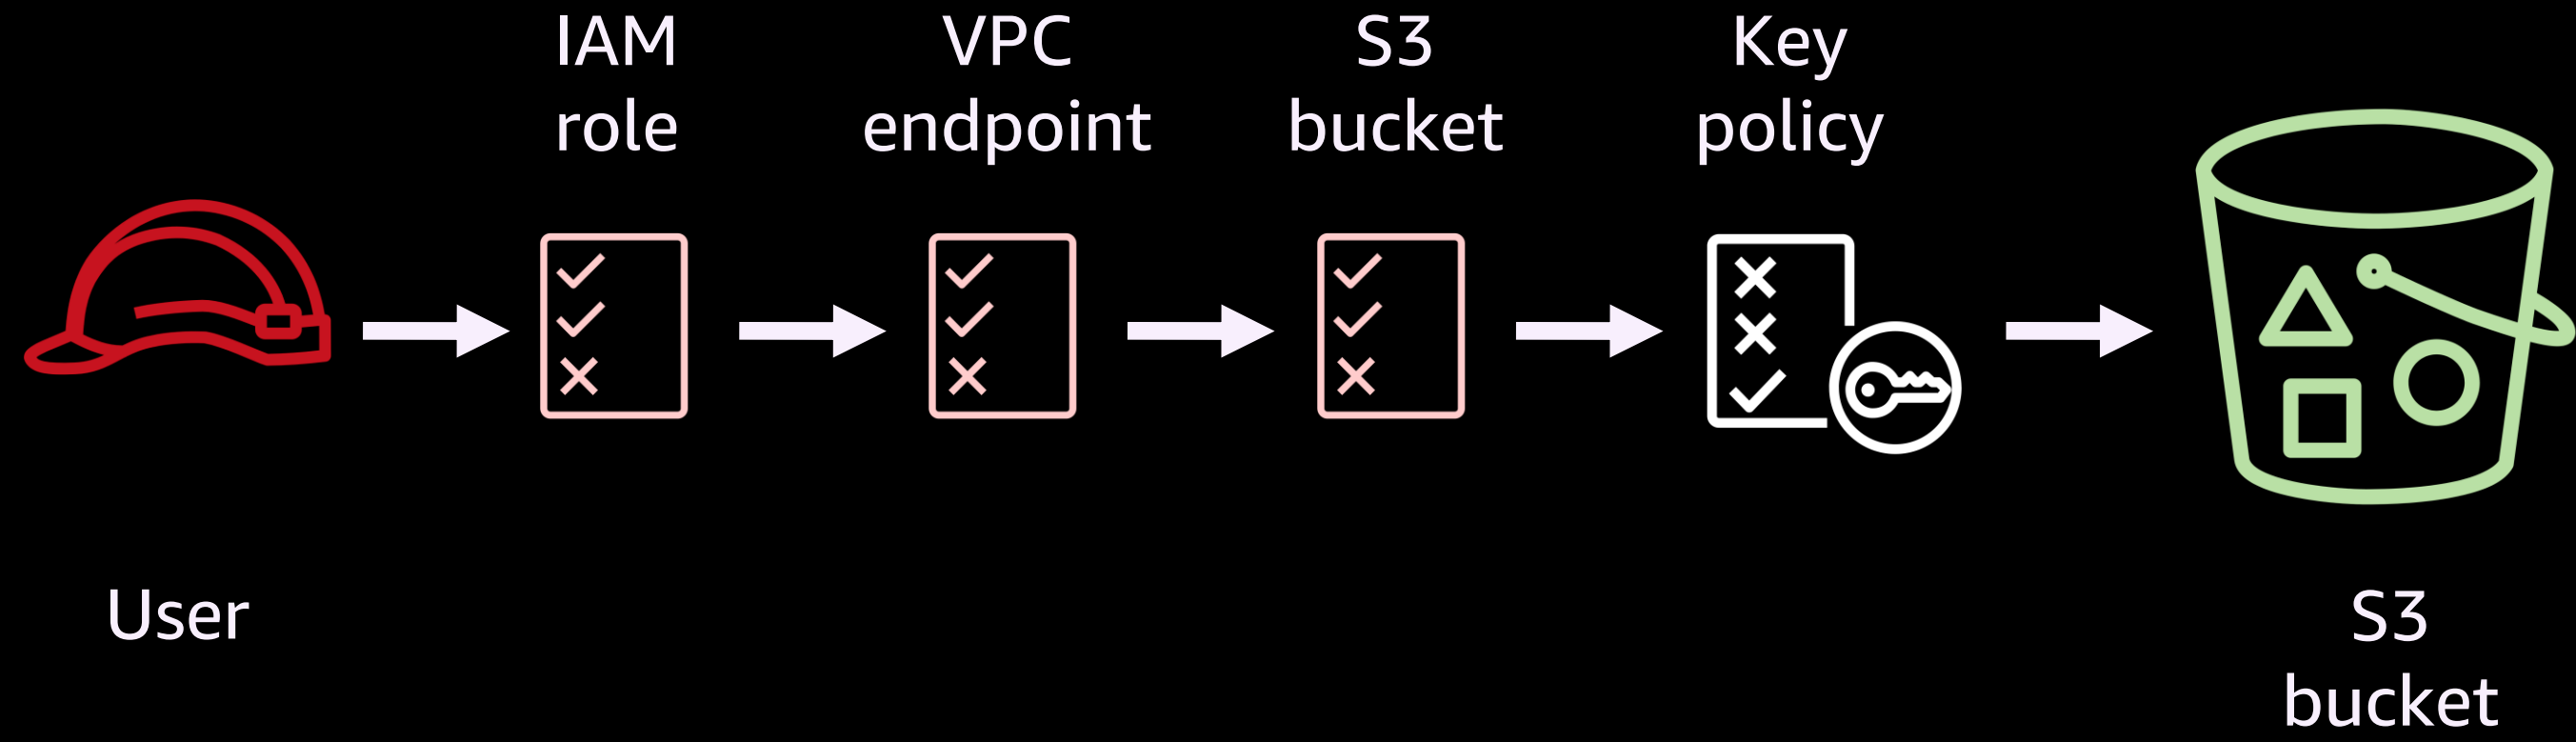 IAM
role
VPC
endpoint
S3
bucket
Key
policy
User
S3
bucket